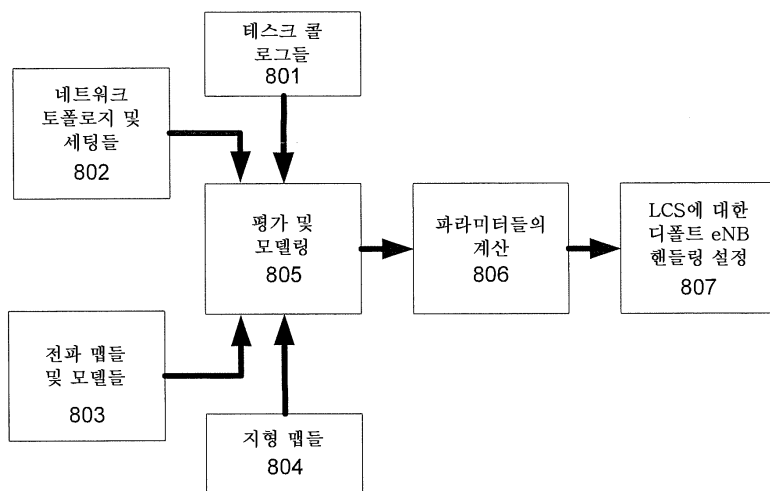 테스크 콜
로그들
801
네트워크
토폴로지 및
세팅들
802
평가 및
모델링
805
파라미터들의
계산
806
LCS에 대한
디폴트 eNB
핸들링 설정
807
전파 맵들
및 모델들
803
지형 맵들
804